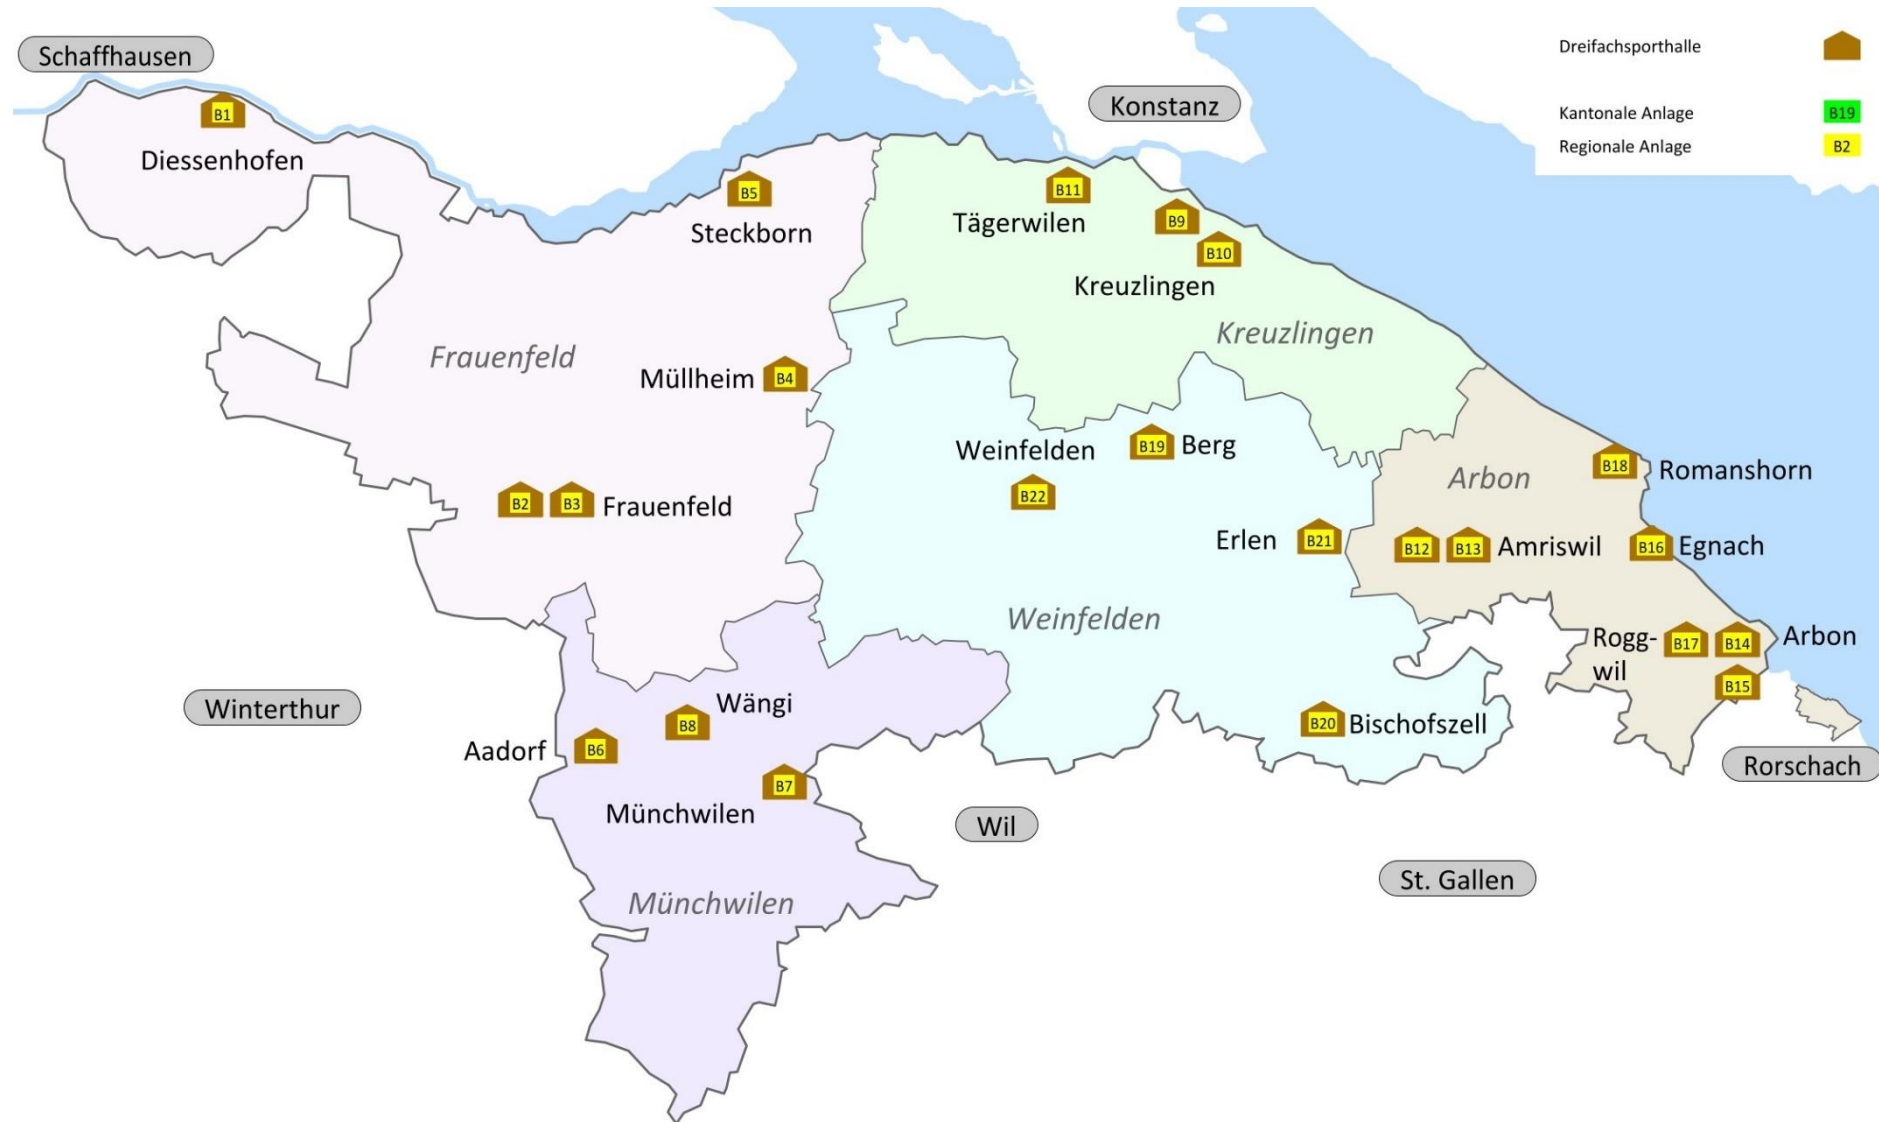 Schaffhausen
Dreifachsporthalle
Konstanz
Kantonale Anlage
B19
Regionale Anlage
B2
B1
Diessenhofen
B5
Steckborn
B11
Tägerwilen
B9
B10
Kreuzlingen
Kreuzlingen
Frauenfeld
Müllheim
B4
Weinfelden
B19
Berg
B22
B18
Romanshorn
Arbon
B2
B3
Frauenfeld
Erlen
B21
B12
B13
Amriswil
B16
Egnach
Weinfelden
Rogg-
wil
B17
B14
Arbon
B15
Winterthur
Wängi
B8
Aadorf
B6
B20
Bischofszell
B7
Münchwilen
Rorschach
Wil
St. Gallen
Münchwilen